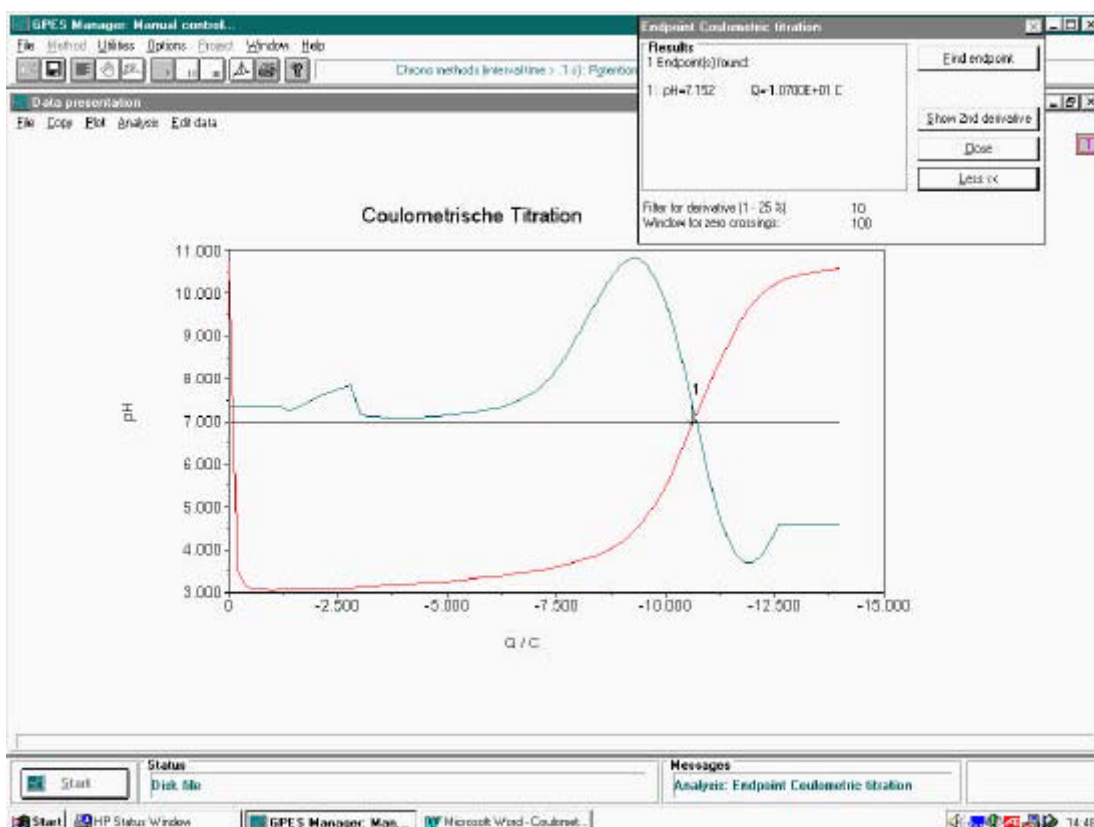 GPES Manager: Manual control...
File Method Utilities Options Project Window Help
Chrono methods (interval time > .1 s): Potentiom
Endpoint Coulometric titration
Results
1 Endpoint(s) found:
1: pH=7.152 Q=-1.0700E+01 C
Find endpoint
Show 2nd derivative
Close
Less <<
Filter for derivative (1 - 25 %) 10
Window for zero crossings: 100
Data presentation
File Copy Plot Analysis Edit data
Coulometrische Titration
11.000
10.000
9.000
8.000
7.000
6.000
5.000
4.000
3.000
pH
1
0 -2.500 -5.000 -7.500 -10.000 -12.500 -15.000
Q / C
Start
Status
Disk file
Messages
Analysis: Endpoint Coulometric titration
Start HP Status Window GPES Manager: Man... Microsoft Word - Coulomet... 14:48